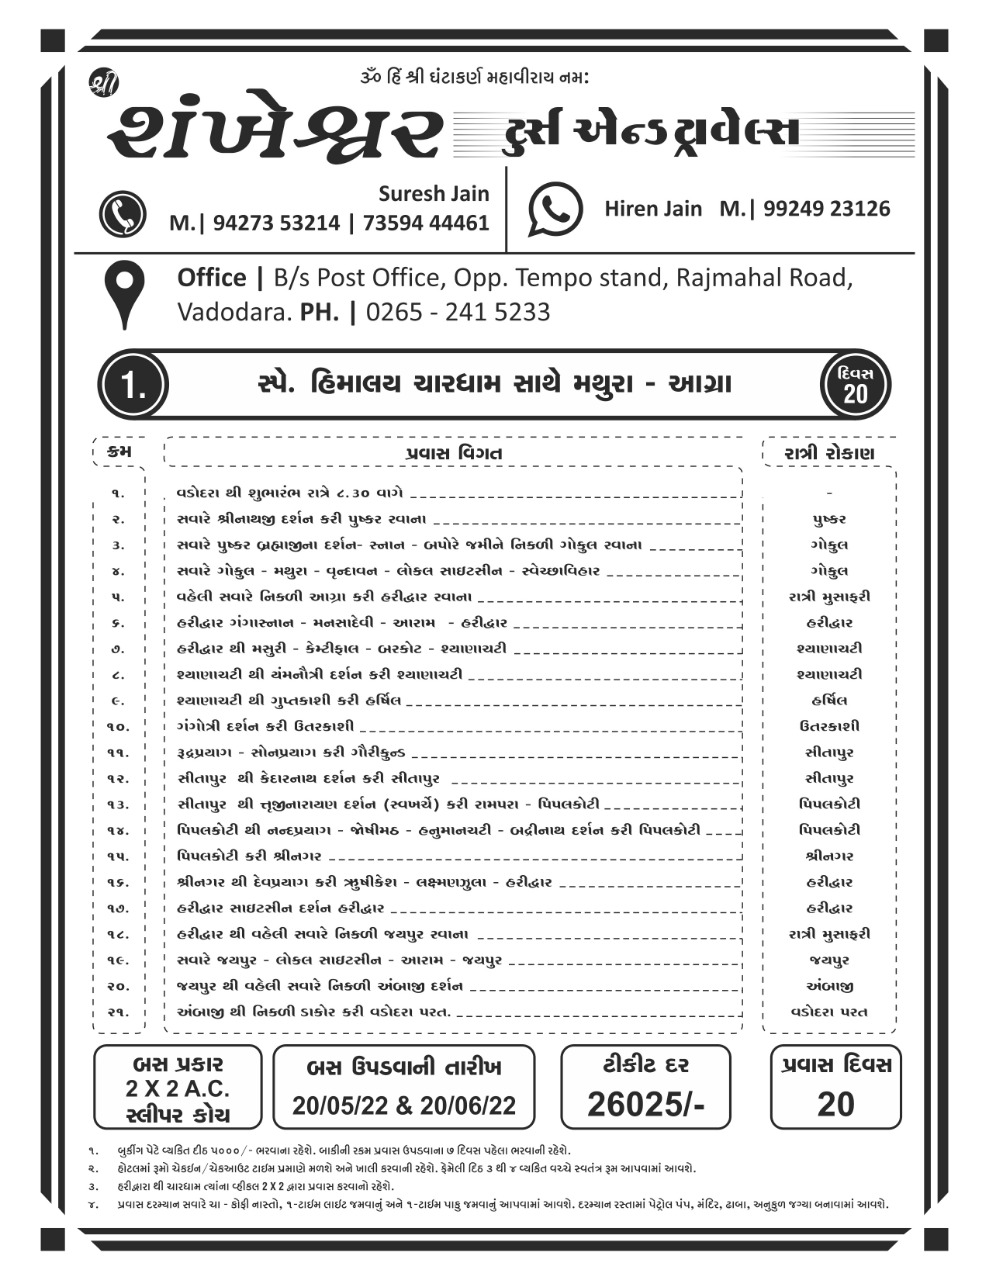 ૐ હિં શ્રી ઘંટાકર્ણ મહાવીરાય નમ:
શ્રી
શંખેશ્વર ટુર્સ એન્ડ ટ્રાવેલ્સ
Suresh Jain
M.| 94273 53214 | 73594 44461
Hiren Jain M.| 99249 23126
Office | B/s Post Office, Opp. Tempo stand, Rajmahal Road,
Vadodara. PH. | 0265 - 241 5233
1. સ્પે. હિમાલય ચારધામ સાથે મથુરા - આગ્રા દિવસ 20
ક્રમ પ્રવાસ વિગત રાત્રી રોકાણ
૧. વડોદરા થી શુભારંભ રાત્રે ૮.૩૦ વાગે -
૨. સવારે શ્રીનાથજી દર્શન કરી પુષ્કર રવાના પુષ્કર
૩. સવારે પુષ્કર બ્રહ્માજીના દર્શન- સ્નાન - બપોરે જમીને નિકળી ગોકુલ રવાના ગોકુલ
૪. સવારે ગોકુલ - મથુરા - વૃન્દાવન - લોકલ સાઇટસીન - સ્વેચ્છાવિહાર ગોકુલ
૫. વહેલી સવારે નિકળી આગ્રા કરી હરીદ્વાર રવાના રાત્રી મુસાફરી
૬. હરીદ્વાર ગંગાસ્નાન - મનસાદેવી - આરામ - હરીદ્વાર હરીદ્વાર
૭. હરીદ્વાર થી મસુરી - કેમ્ટીફાલ - બરકોટ - શ્યાણાચટી શ્યાણાચટી
૮. શ્યાણાચટી થી યંમનૌત્રી દર્શન કરી શ્યાણાચટી શ્યાણાચટી
૯. શ્યાણાચટી થી ગુપ્તકાશી કરી હર્ષિલ હર્ષિલ
૧૦. ગંગોત્રી દર્શન કરી ઉતરકાશી ઉતરકાશી
૧૧. રૂદ્રપ્રયાગ - સોનપ્રયાગ કરી ગૌરીકુન્ડ સીતાપુર
૧૨. સીતાપુર થી કેદારનાથ દર્શન કરી સીતાપુર સીતાપુર
૧૩. સીતાપુર થી ત્રૃજીનારાયણ દર્શન (સ્વખર્ચે) કરી રામપરા - પિપલકોટી પિપલકોટી
૧૪. પિપલકોટી થી નન્દપ્રયાગ - જોષીમઠ - હનુમાનચટી - બદ્રીનાથ દર્શન કરી પિપલકોટી પિપલકોટી
૧૫. પિપલકોટી કરી શ્રીનગર શ્રીનગર
૧૬. શ્રીનગર થી દેવપ્રયાગ કરી ઋષીકેશ - લક્ષ્મણઝુલા - હરીદ્વાર હરીદ્વાર
૧૭. હરીદ્વાર સાઇટસીન દર્શન હરીદ્વાર હરીદ્વાર
૧૮. હરીદ્વાર થી વહેલી સવારે નિકળી જયપુર રવાના રાત્રી મુસાફરી
૧૯. સવારે જયપુર - લોકલ સાઇટસીન - આરામ - જયપુર જયપુર
૨૦. જયપુર થી વહેલી સવારે નિકળી અંબાજી દર્શન અંબાજી
૨૧. અંબાજી થી નિકળી ડાકોર કરી વડોદરા પરત. વડોદરા પરત
બસ પ્રકાર
2 X 2 A.C.
સ્લીપર કોચ
બસ ઉપડવાની તારીખ
20/05/22 & 20/06/22
ટીકીટ દર
26025/-
પ્રવાસ દિવસ
20
૧. બુકીંગ પેટે વ્યકિત દીઠ ૫૦૦૦/- ભરવાના રહેશે. બાકીની રકમ પ્રવાસ ઉપડવાના ૭ દિવસ પહેલા ભરવાની રહેશે.
૨. હોટલમાં રૂમો ચેકઇન/ચેકઆઉટ ટાઇમ પ્રમાણે મળશે અને ખાલી કરવાની રહેશે. ફેમેલી દિઠ ૩ થી ૪ વ્યકિત વચ્ચે સ્વતંત્ર રૂમ આપવામાં આવશે.
૩. હરીદ્વારા થી ચારધામ ત્યાંના વ્હીકલ 2 X 2 દ્વારા પ્રવાસ કરવાનો રહેશે.
૪. પ્રવાસ દરમ્યાન સવારે ચા - કોફી નાસ્તો, ૧-ટાઇમ લાઇટ જમવાનું અને ૧-ટાઇમ પાકુ જમવાનું આપવામાં આવશે. દરમ્યાન રસ્તામાં પેટ્રોલ પંપ, મંદિર, ઢાબા, અનુકુળ જગ્યા બનાવામાં આવશે.